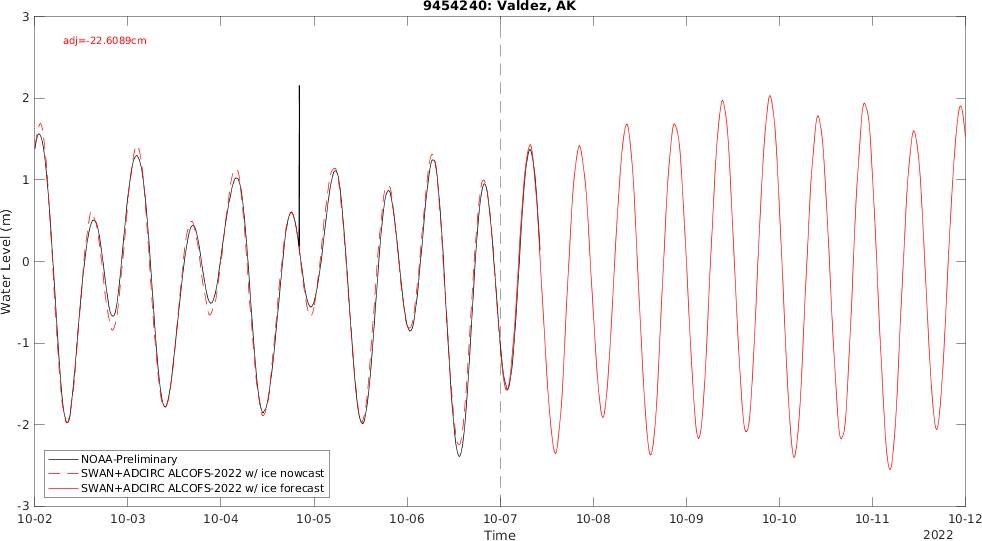 9454240: Valdez, AK
adj=-22.6089cm
3
2
1
0
-1
-2
-3
Water Level (m)
NOAA-Preliminary
SWAN+ADCIRC ALCOFS-2022 w/ ice nowcast
SWAN+ADCIRC ALCOFS-2022 w/ ice forecast
10-02 10-03 10-04 10-05 10-06 10-07 10-08 10-09 10-10 10-11 10-12
Time
2022